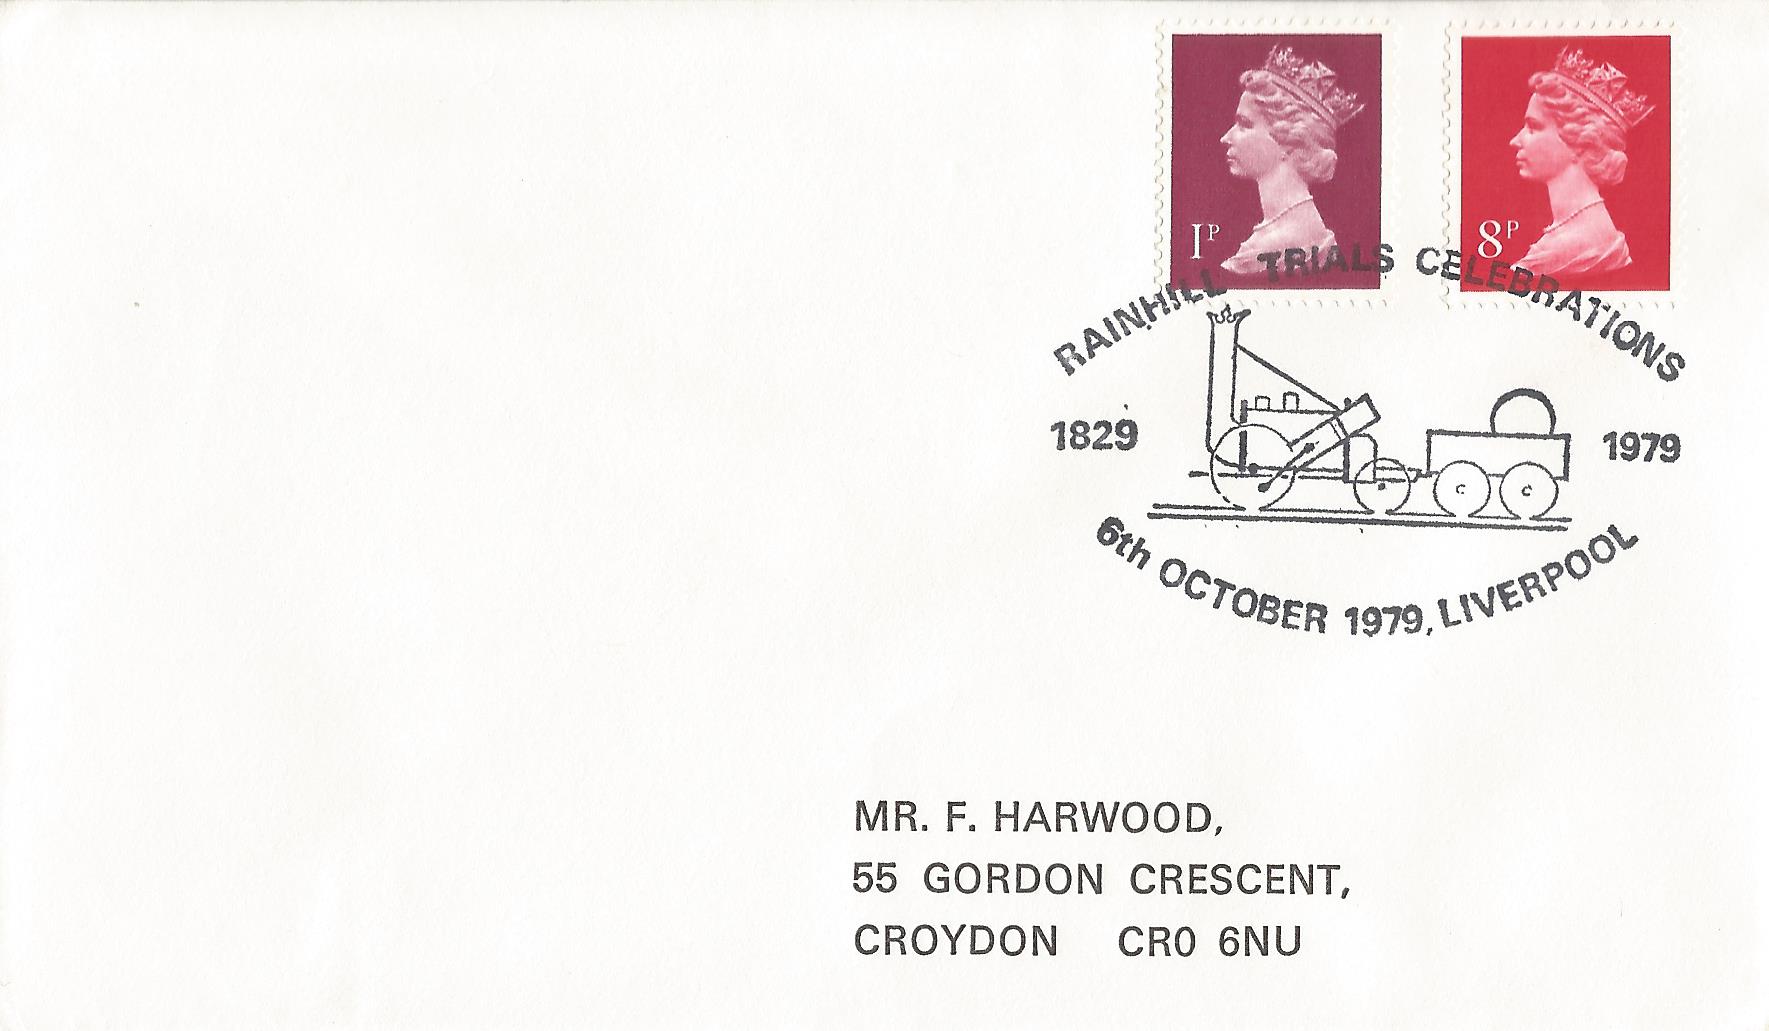 1P
8P
RAINHILL TRIALS CELEBRATIONS
1829
1979
6th OCTOBER 1979, LIVERPOOL
MR. F. HARWOOD,
55 GORDON CRESCENT,
CROYDON CR0 6NU